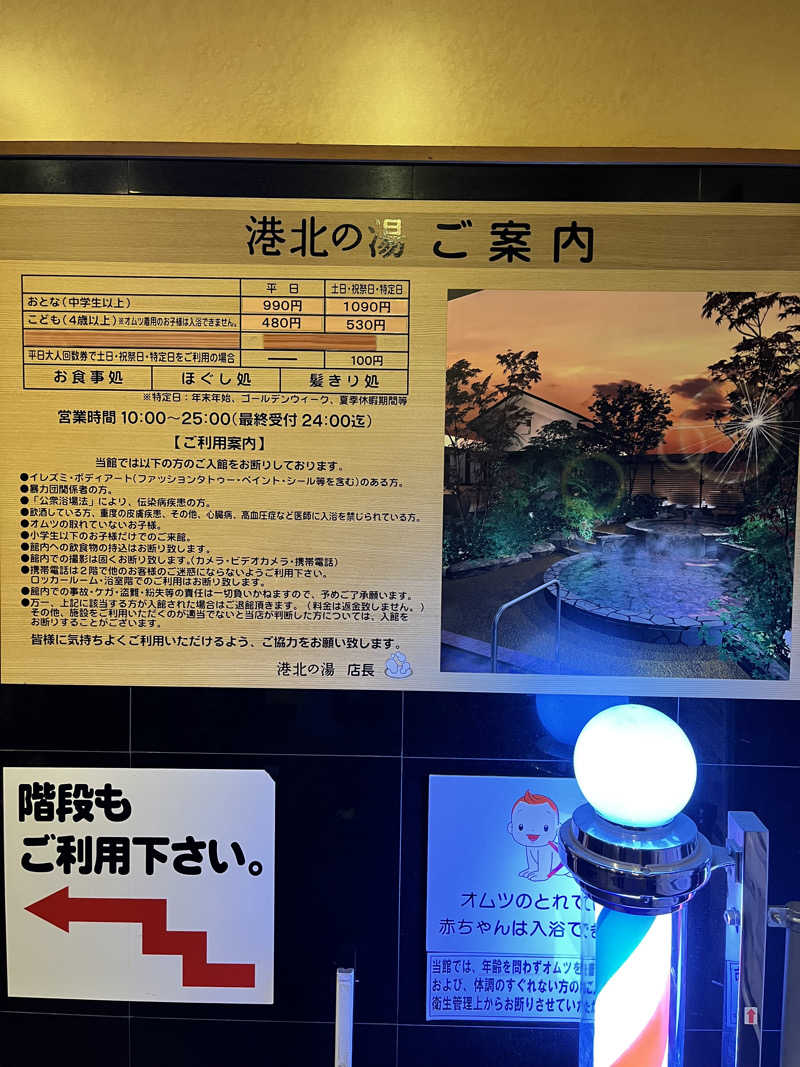 港北の湯 ご案内
平日 土日・祝祭日・特定日
おとな(中学生以上) 990円 1090円
こども(4歳以上)※オムツ着用のお子様は入浴できません。 480円 530円
平日大人回数券で土日・祝祭日・特定日をご利用の場合 ― 100円
お食事処 ほぐし処 髪きり処
※特定日:年末年始、ゴールデンウィーク、夏季休暇期間等
営業時間 10:00〜25:00(最終受付 24:00迄)
【ご利用案内】
当館では以下の方のご入館をお断りしております。
●イレズミ・ボディアート(ファッションタトゥー・ペイント・シール等を含む)のある方。
●暴力団関係者の方。
●「公衆浴場法」により、伝染病疾患の方。
●飲酒している方、重度の皮膚疾患、その他、心臓病、高血圧症など医師に入浴を禁じられている方。
●オムツの取れていないお子様。
●小学生以下のお子様だけでのご来館。
●館内への飲食物の持込はお断り致します。
●館内での撮影は固くお断り致します。(カメラ・ビデオカメラ・携帯電話)
●携帯電話は2階で他のお客様のご迷惑にならないようご利用下さい。
ロッカールーム・浴室階でのご利用はお断り致します。
●館内での事故・ケガ・盗難・紛失等の責任は一切負いかねますので、予めご了承願います。
●万一、上記に該当する方が入館された場合はご退館頂きます。(料金は返金致しません。)
その他、施設をご利用いただくのが適当でないと当店が判断した方については、入館を
お断りすることがございます。
皆様に気持ちよくご利用いただけるよう、ご協力をお願い致します。
港北の湯 店長
階段も
ご利用下さい。
オムツのとれて
赤ちゃんは入浴で
当館では、年齢を問わずオムツを
および、体調のすぐれない方の
衛生管理上からお断りさせてい